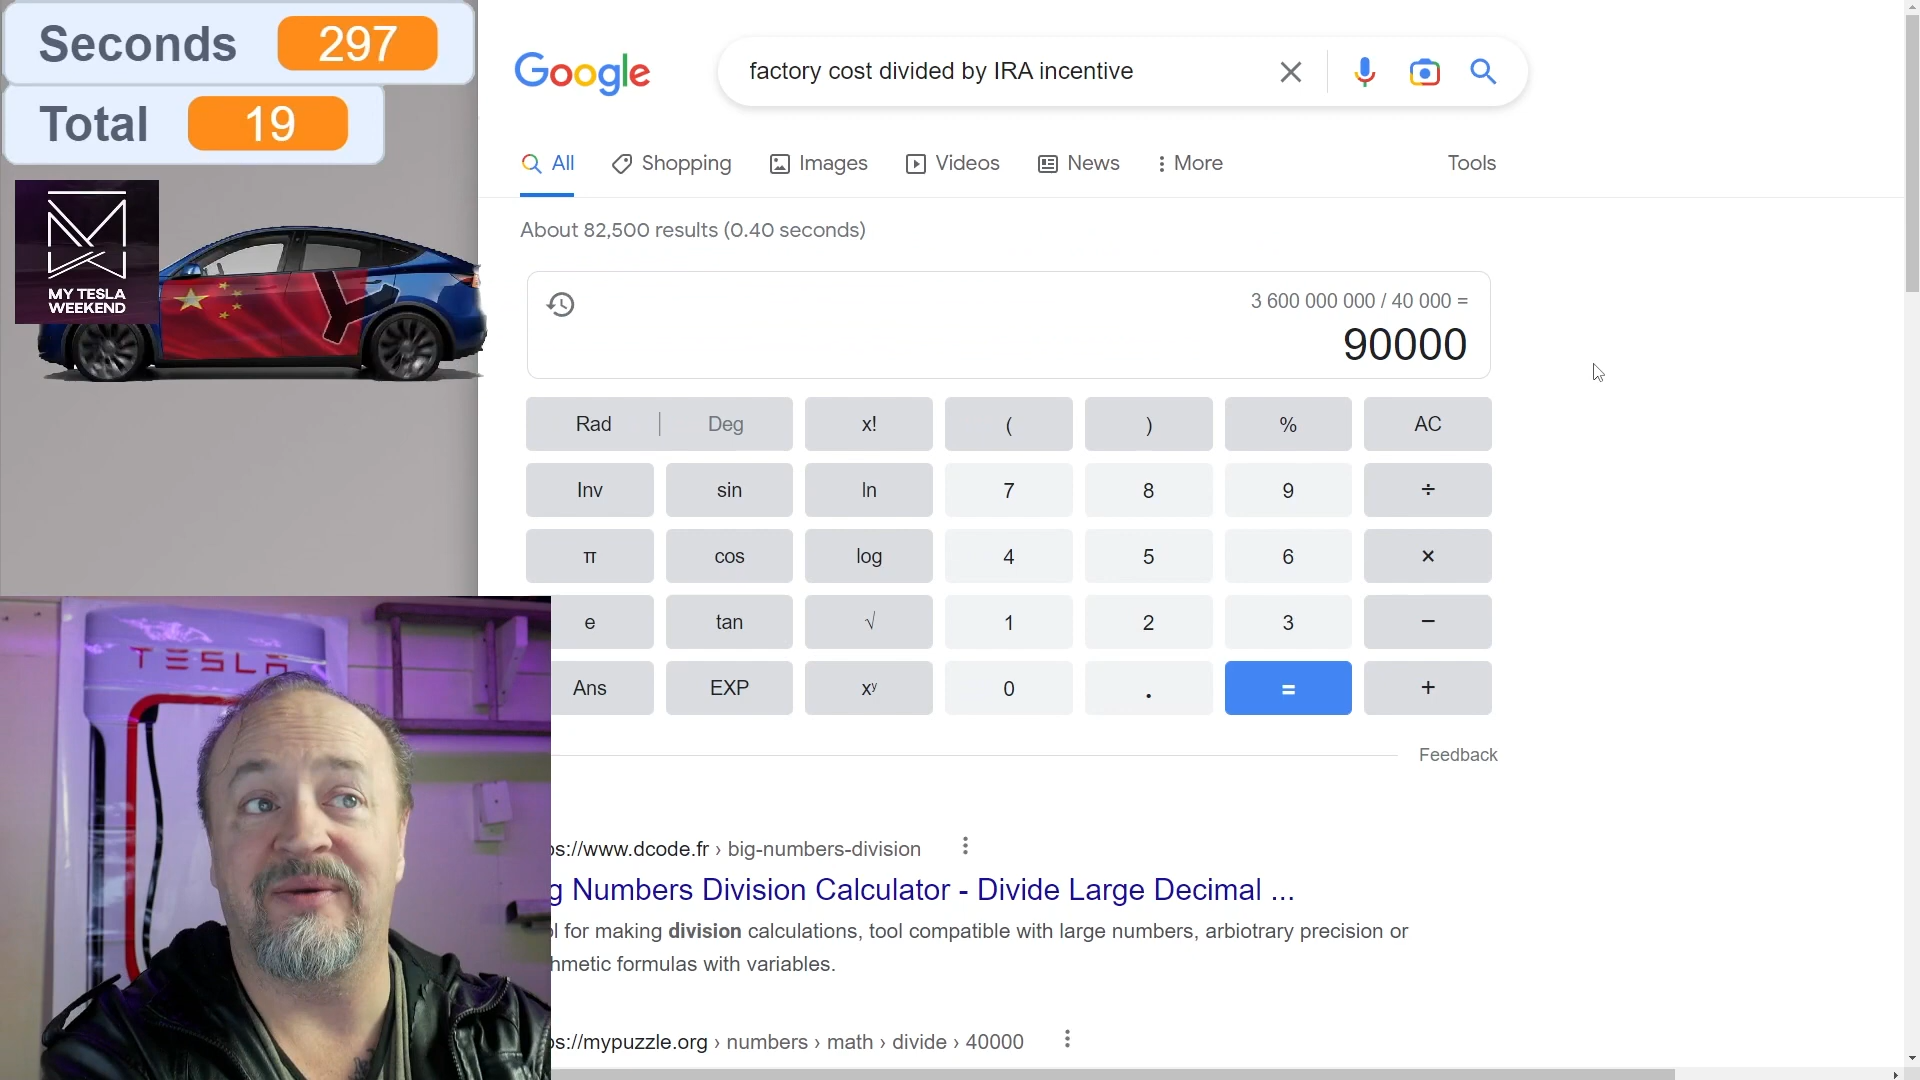 Seconds 297
Total 19
MY TESLA
WEEKEND
Google
factory cost divided by IRA incentive
All Shopping Images Videos News More Tools
About 82,500 results (0.40 seconds)
3 600 000 000 / 40 000 =
90000
Rad Deg x! ( ) % AC
Inv sin ln 7 8 9 ÷
π cos log 4 5 6 ×
e tan √ 1 2 3 −
Ans EXP xʸ 0 . = +
TESLA
Feedback
ps://www.dcode.fr › big-numbers-division
g Numbers Division Calculator - Divide Large Decimal ...
ol for making division calculations, tool compatible with large numbers, arbiotrary precision or
hmetic formulas with variables.
ps://mypuzzle.org › numbers › math › divide › 40000